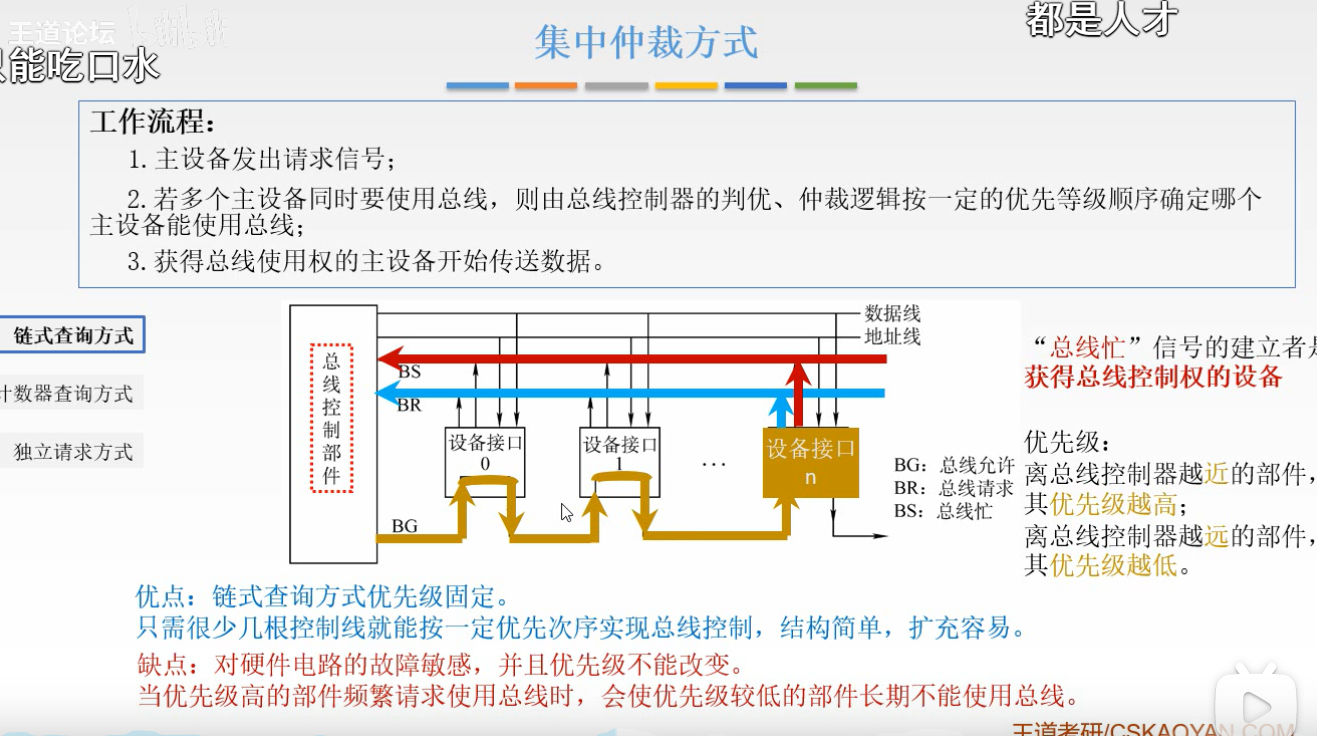 王道论坛
都是人才
只能吃口水
集中仲裁方式
工作流程：
1.主设备发出请求信号；
2.若多个主设备同时要使用总线，则由总线控制器的判优、仲裁逻辑按一定的优先等级顺序确定哪个
主设备能使用总线；
3.获得总线使用权的主设备开始传送数据。
链式查询方式
计数器查询方式
独立请求方式
总
线
控
制
部
件
数据线
地址线
BS
BR
设备接口
0
设备接口
1
...
设备接口
n
BG
BG：总线允许
BR：总线请求
BS：总线忙
“总线忙”信号的建立者是
获得总线控制权的设备
优先级：
离总线控制器越近的部件，
其优先级越高；
离总线控制器越远的部件，
其优先级越低。
优点：链式查询方式优先级固定。
只需很少几根控制线就能按一定优先次序实现总线控制，结构简单，扩充容易。
缺点：对硬件电路的故障敏感，并且优先级不能改变。
当优先级高的部件频繁请求使用总线时，会使优先级较低的部件长期不能使用总线。
王道考研/CSKAOYAN.COM